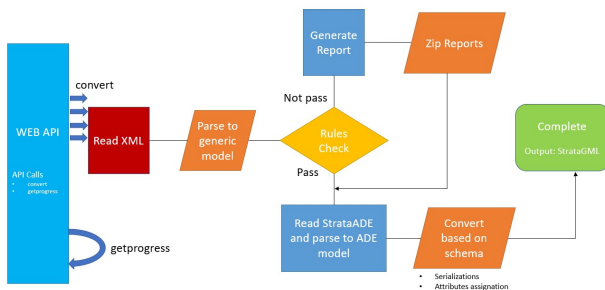 WEB API
API Calls
• convert
• getprogress
convert
getprogress
Read XML
Parse to
generic
model
Rules
Check
Not pass
Pass
Generate
Report
Zip Reports
Read StrataADE
and parse to ADE
model
Convert
based on
schema
• Serializations
• Attributes assignation
Complete
Output: StrataGML